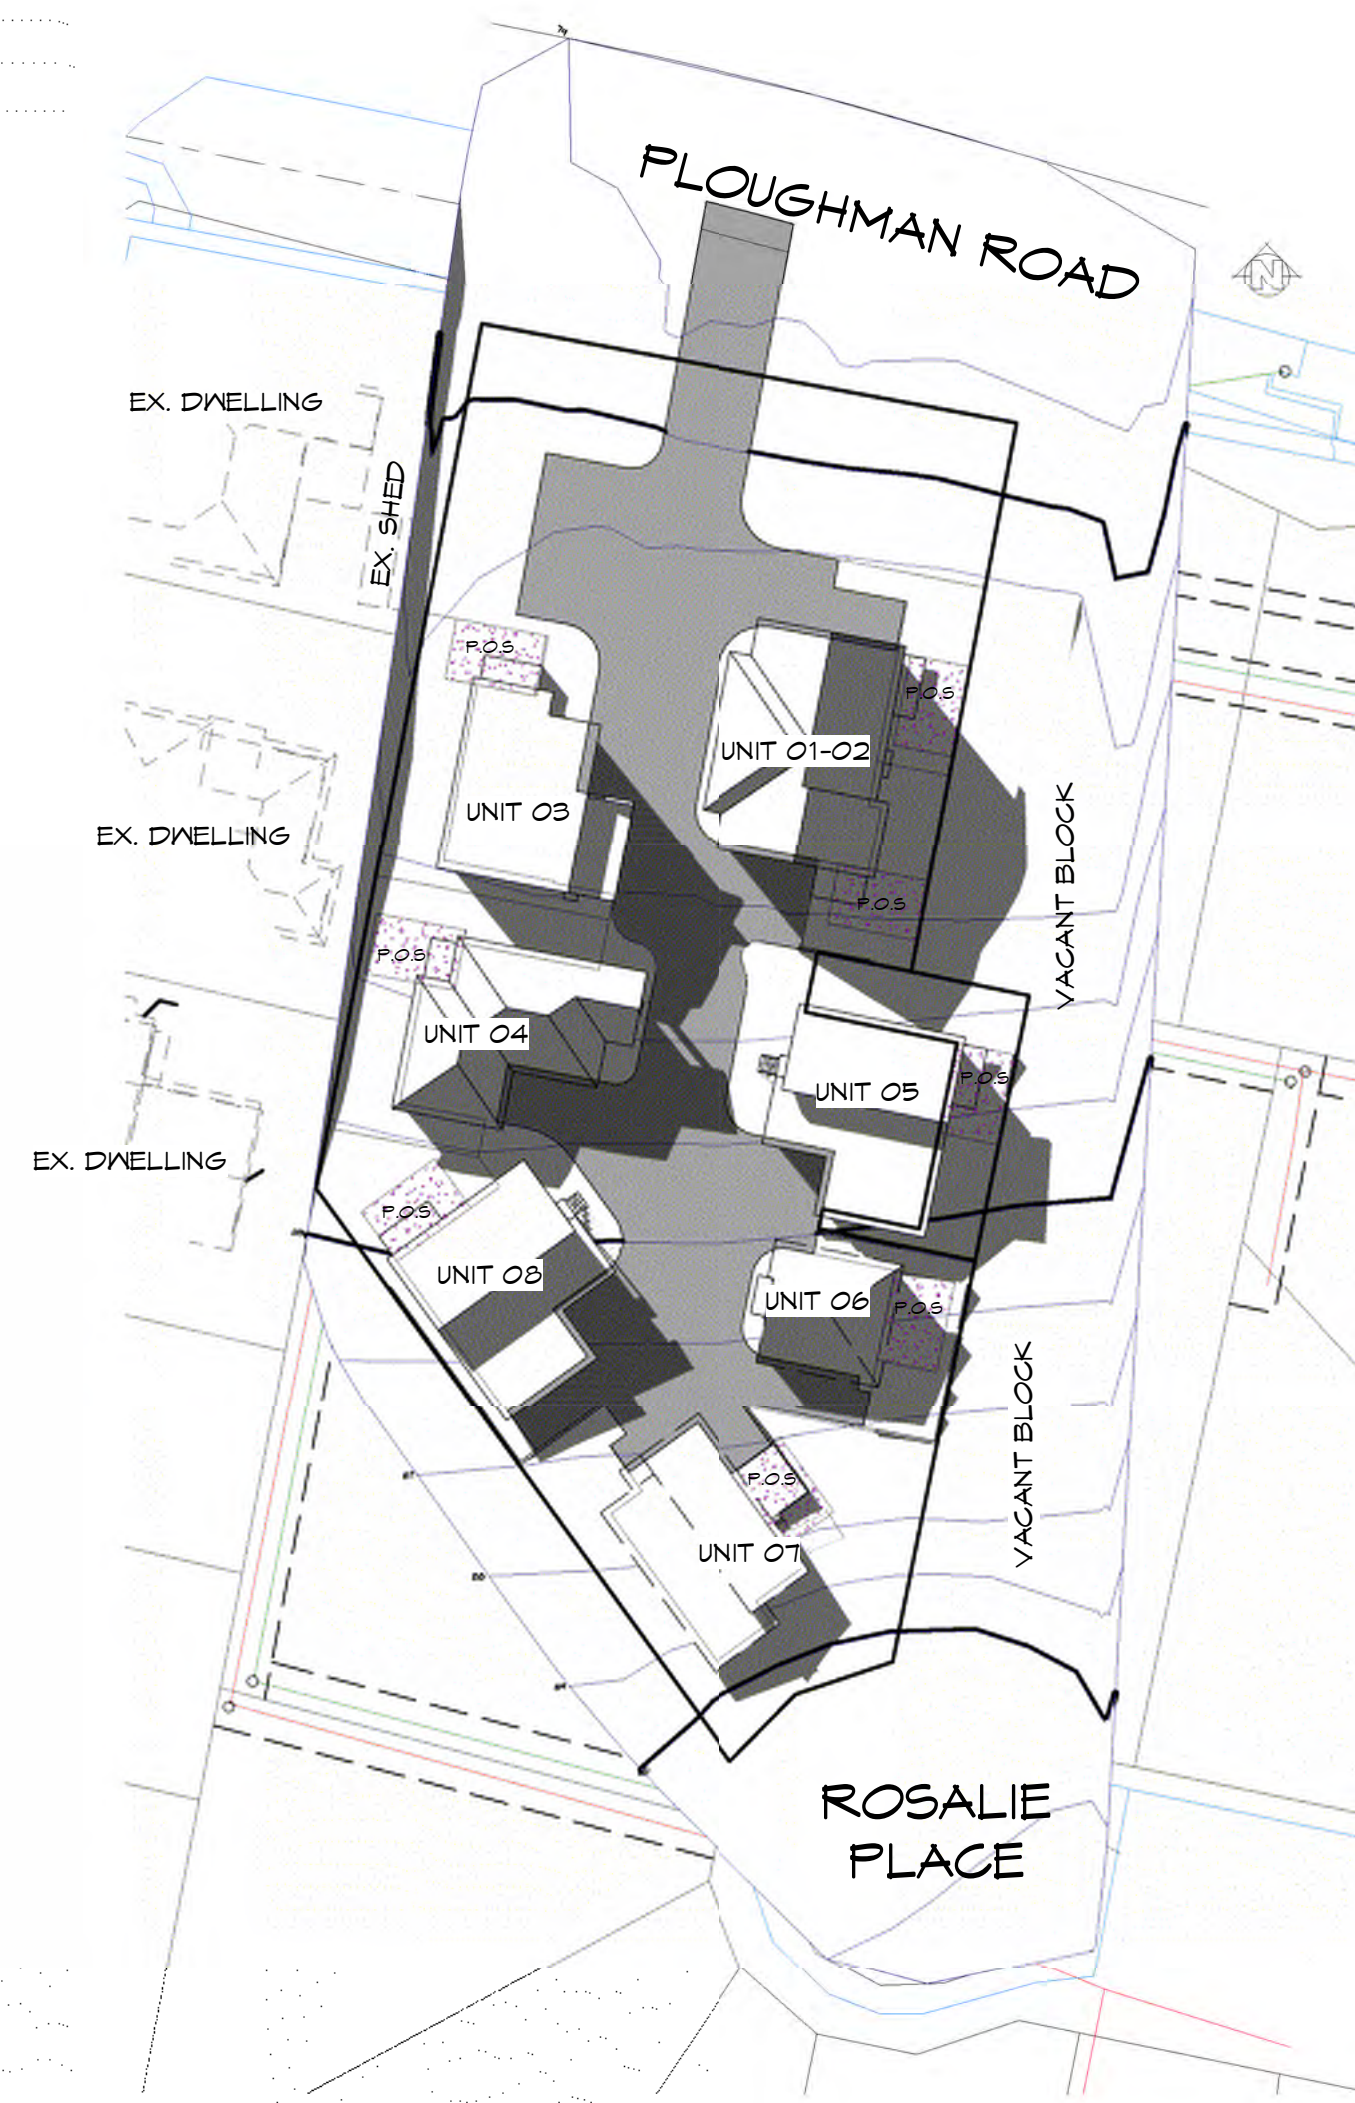 PLOUGHMAN ROAD
N
EX. DWELLING
EX. SHED
P.O.S
P.O.S
UNIT 01-02
UNIT 03
EX. DWELLING
VACANT BLOCK
P.O.S
P.O.S
UNIT 04
UNIT 05
P.O.S
EX. DWELLING
P.O.S
UNIT 08
UNIT 06
P.O.S
VACANT BLOCK
P.O.S
UNIT 07
ROSALIE
PLACE